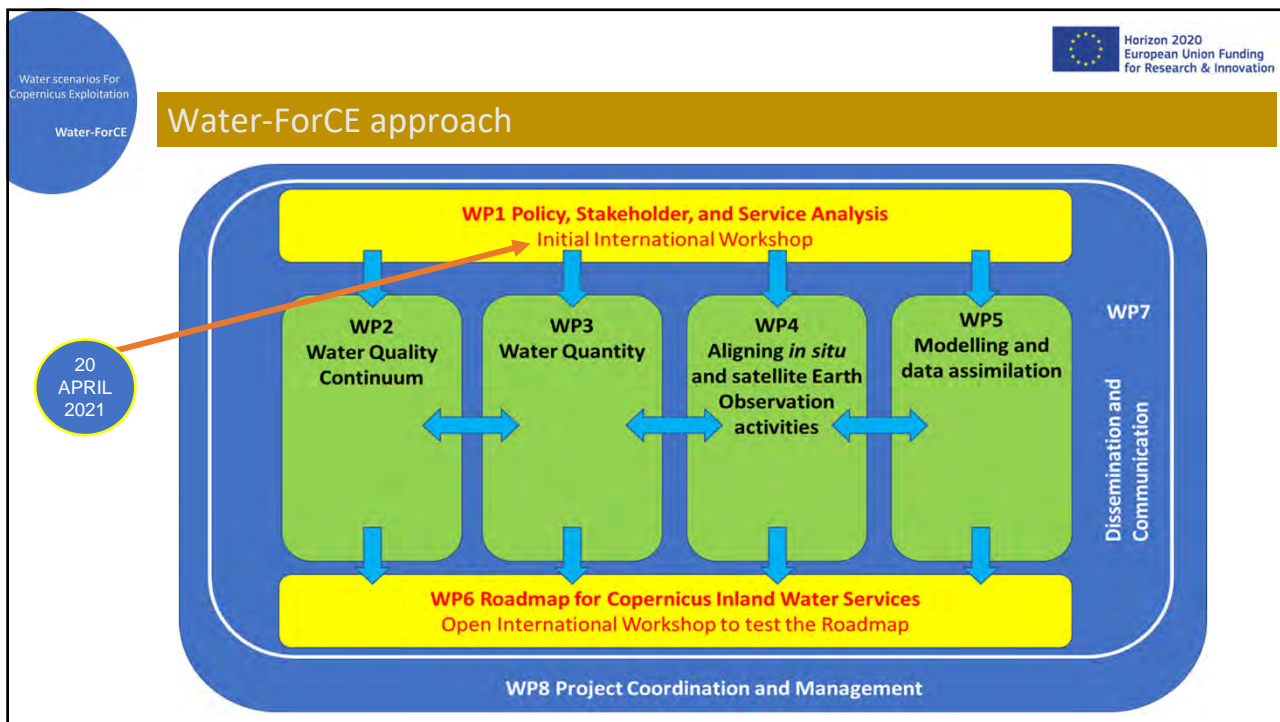 Water scenarios For
Copernicus Exploitation
Water-ForCE
Horizon 2020
European Union Funding
for Research & Innovation
Water-ForCE approach
WP1 Policy, Stakeholder, and Service Analysis
Initial International Workshop
20
APRIL
2021
WP2
Water Quality
Continuum
WP3
Water Quantity
WP4
Aligning in situ
and satellite Earth
Observation
activities
WP5
Modelling and
data assimilation
WP7
Dissemination and
Communication
WP6 Roadmap for Copernicus Inland Water Services
Open International Workshop to test the Roadmap
WP8 Project Coordination and Management